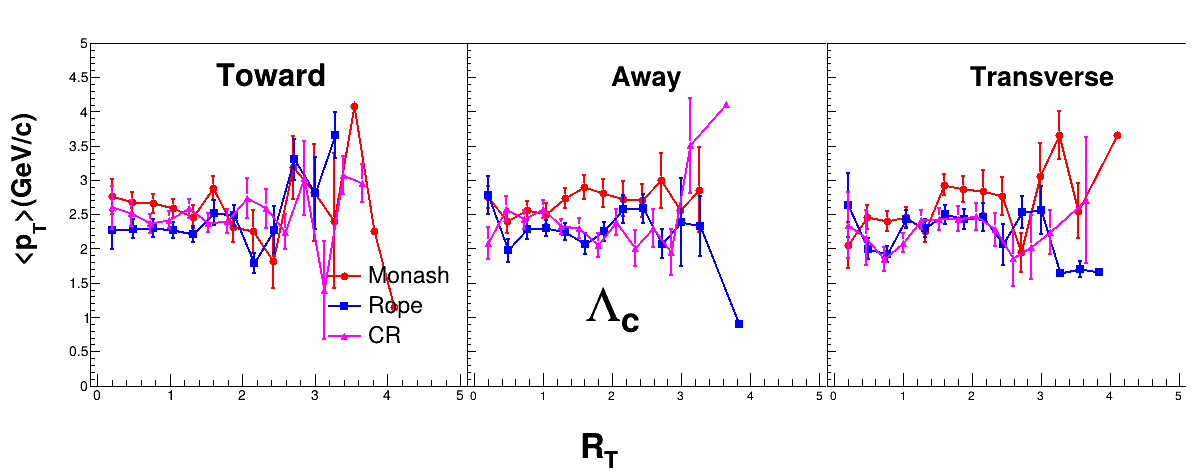 Toward Away Transverse
<p_T>(GeV/c)
5
4.5
4
3.5
3
2.5
2
1.5
1
0.5
0
Monash
Rope
CR
Λc
0 1 2 3 4 5 0 1 2 3 4 5 0 1 2 3 4 5
R_T